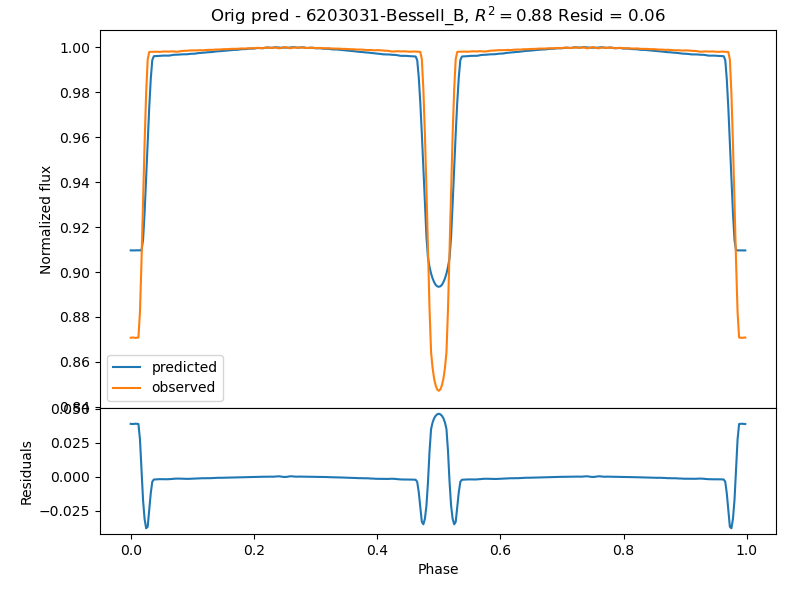 Orig pred - 6203031-Bessell_B, R² = 0.88 Resid = 0.06
1.00
0.98
0.96
0.94
0.92
0.90
0.88
0.86
0.84
Normalized flux
predicted
observed
0.050
0.025
0.000
−0.025
Residuals
0.0 0.2 0.4 0.6 0.8 1.0
Phase